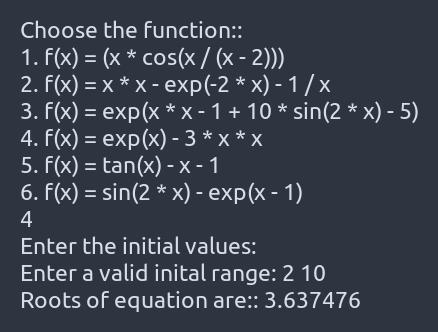 Choose the function::
1. f(x) = (x * cos(x / (x - 2)))
2. f(x) = x * x - exp(-2 * x) - 1 / x
3. f(x) = exp(x * x - 1 + 10 * sin(2 * x) - 5)
4. f(x) = exp(x) - 3 * x * x
5. f(x) = tan(x) - x - 1
6. f(x) = sin(2 * x) - exp(x - 1)
4
Enter the initial values:
Enter a valid inital range: 2 10
Roots of equation are:: 3.637476